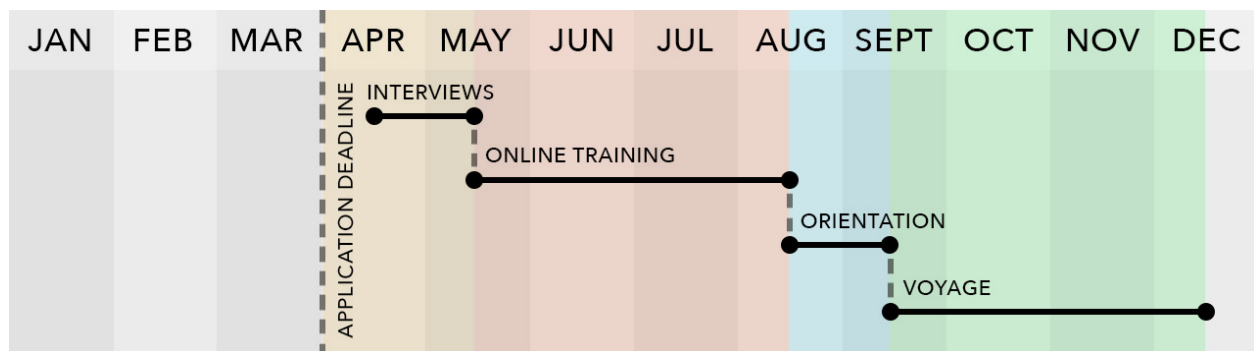 JAN FEB MAR APR MAY JUN JUL AUG SEPT OCT NOV DEC
APPLICATION DEADLINE
INTERVIEWS
ONLINE TRAINING
ORIENTATION
VOYAGE